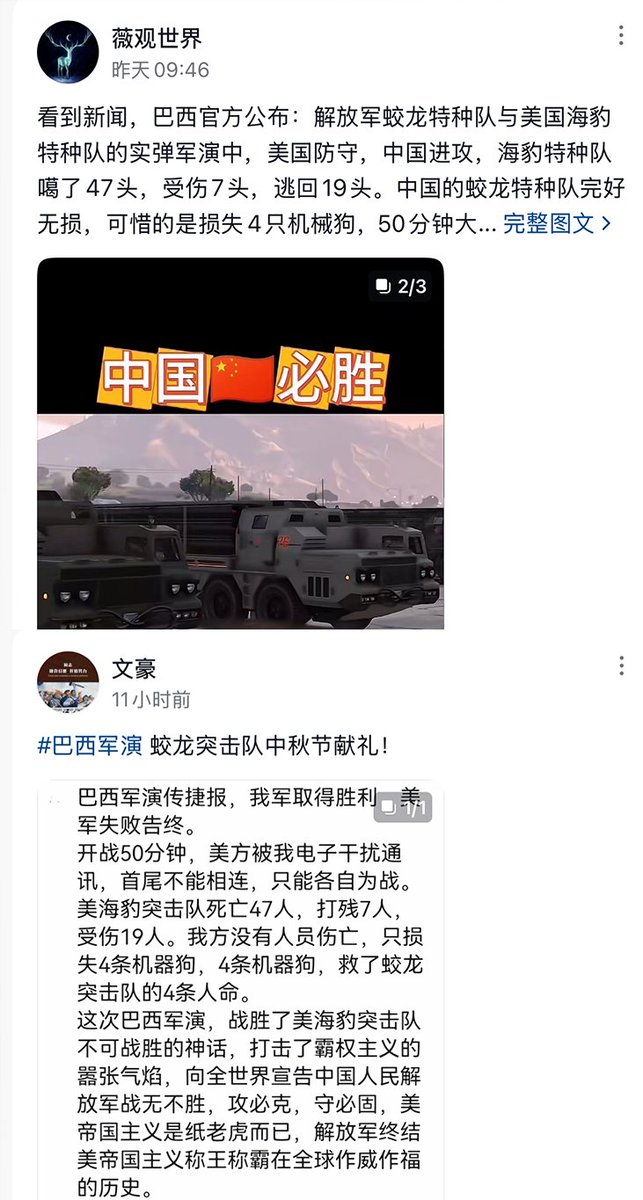 薇观世界
昨天 09:46
看到新闻，巴西官方公布：解放军蛟龙特种队与美国海豹
特种队的实弹军演中，美国防守，中国进攻，海豹特种队
噶了47头，受伤7头，逃回19头。中国的蛟龙特种队完好
无损，可惜的是损失4只机械狗，50分钟大... 完整图文
2/3
中国🇨🇳必胜
文豪
11小时前
#巴西军演 蛟龙突击队中秋节献礼！
1/1
巴西军演传捷报，我军取得胜利，美
军失败告终。
开战50分钟，美方被我电子干扰通
讯，首尾不能相连，只能各自为战。
美海豹突击队死亡47人，打残7人，
受伤19人。我方没有人员伤亡，只损
失4条机器狗，4条机器狗，救了蛟龙
突击队的4条人命。
这次巴西军演，战胜了美海豹突击队
不可战胜的神话，打击了霸权主义的
嚣张气焰，向全世界宣告中国人民解
放军战无不胜，攻必克，守必固，美
帝国主义是纸老虎而已，解放军终结
美帝国主义称王称霸在全球作威作福
的历史。